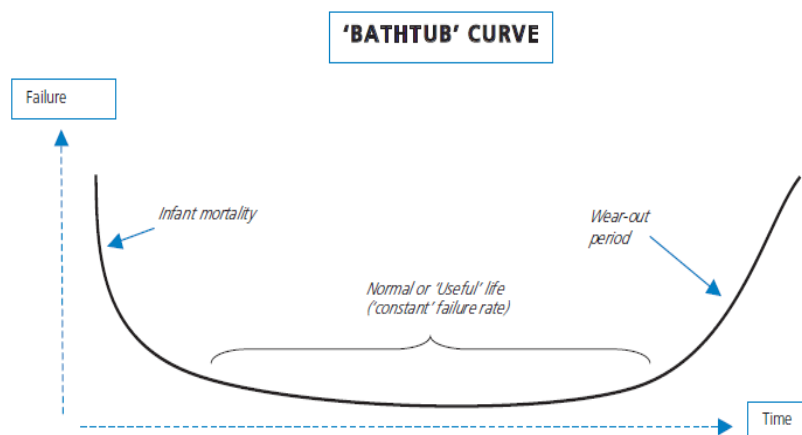 ‘BATHTUB’ CURVE
Failure
Infant mortality
Wear-out
period
Normal or ‘Useful’ life
(‘constant’ failure rate)
Time